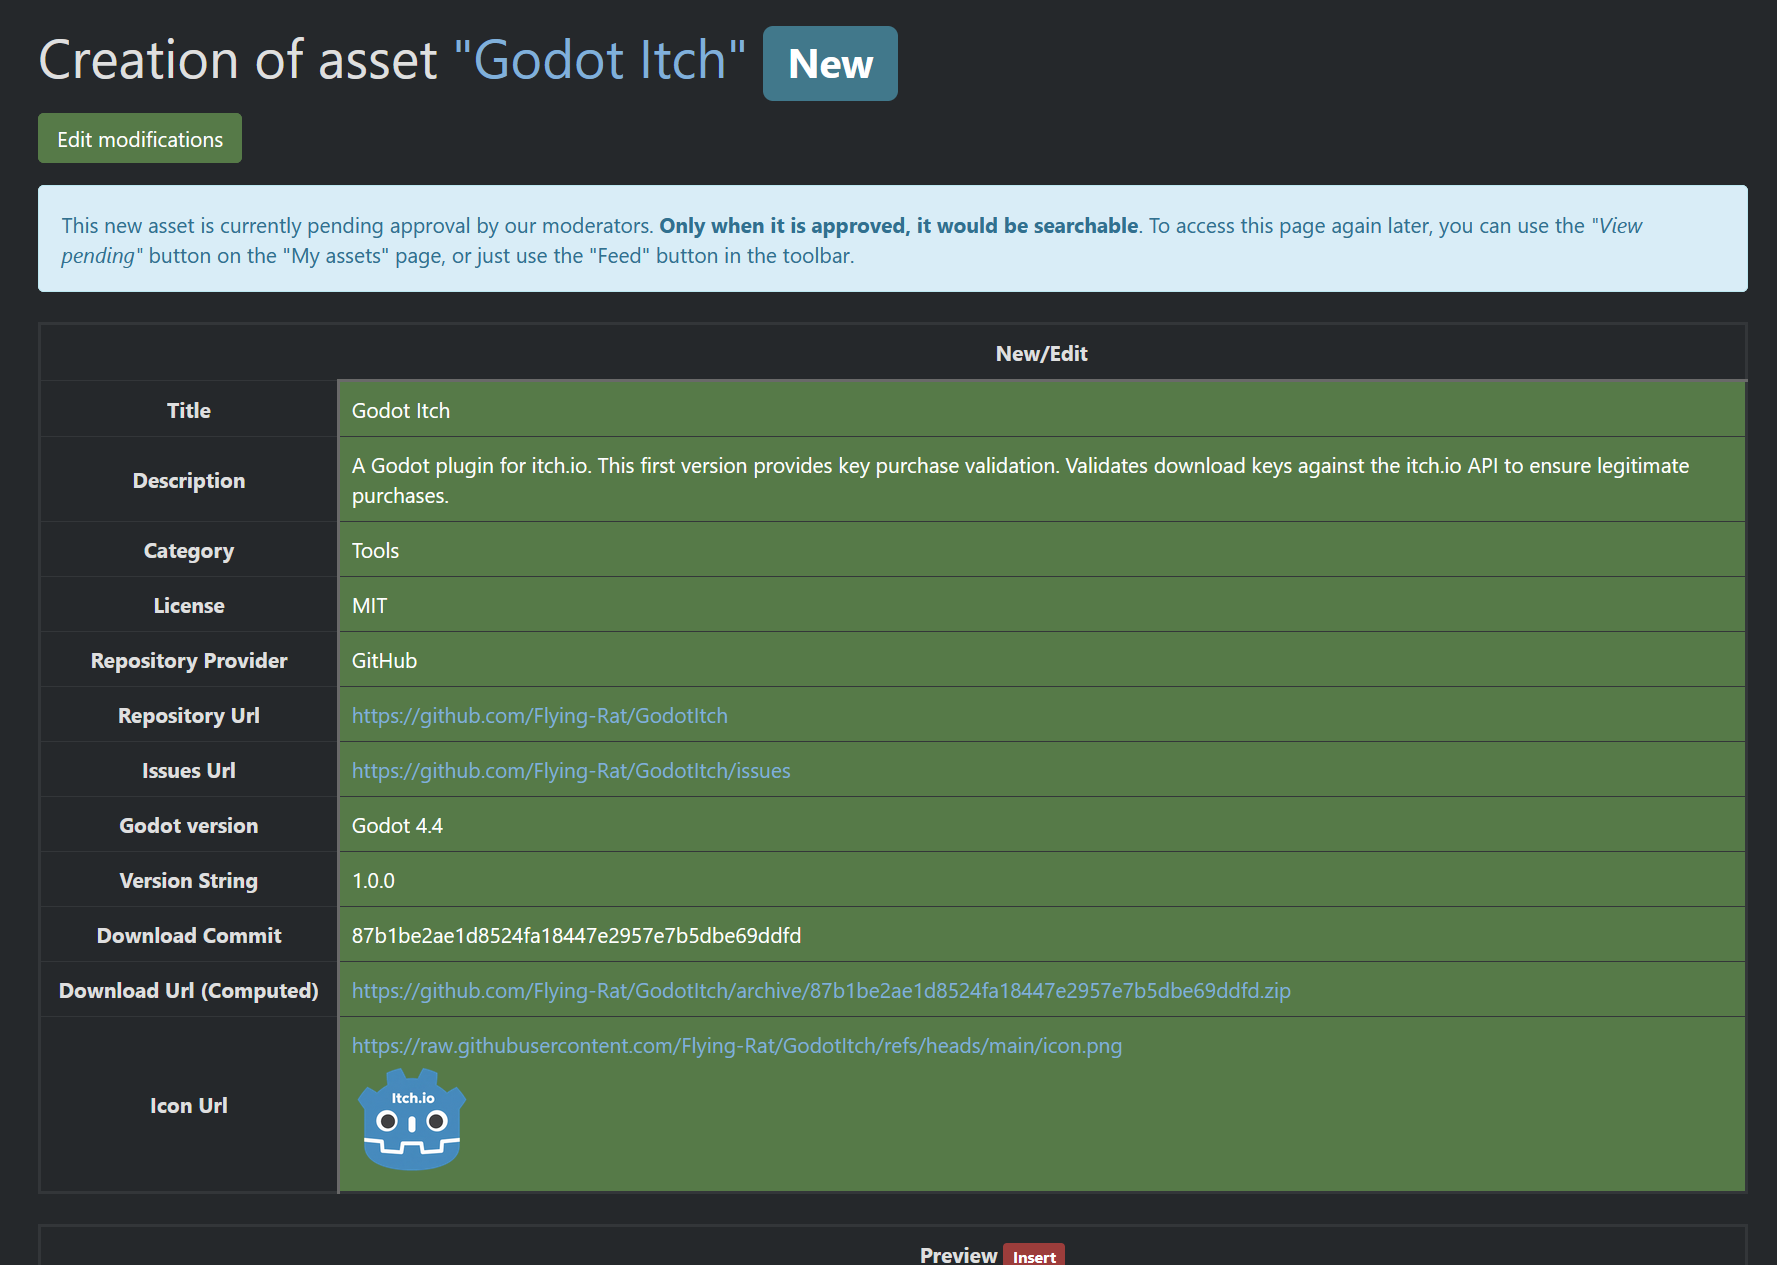 Creation of asset "Godot Itch" New
Edit modifications
This new asset is currently pending approval by our moderators. Only when it is approved, it would be searchable. To access this page again later, you can use the "View
pending" button on the "My assets" page, or just use the "Feed" button in the toolbar.
New/Edit
Title Godot Itch
Description A Godot plugin for itch.io. This first version provides key purchase validation. Validates download keys against the itch.io API to ensure legitimate
purchases.
Category Tools
License MIT
Repository Provider GitHub
Repository Url https://github.com/Flying-Rat/GodotItch
Issues Url https://github.com/Flying-Rat/GodotItch/issues
Godot version Godot 4.4
Version String 1.0.0
Download Commit 87b1be2ae1d8524fa18447e2957e7b5dbe69ddfd
Download Url (Computed) https://github.com/Flying-Rat/GodotItch/archive/87b1be2ae1d8524fa18447e2957e7b5dbe69ddfd.zip
Icon Url https://raw.githubusercontent.com/Flying-Rat/GodotItch/refs/heads/main/icon.png
Itch.io
Preview Insert